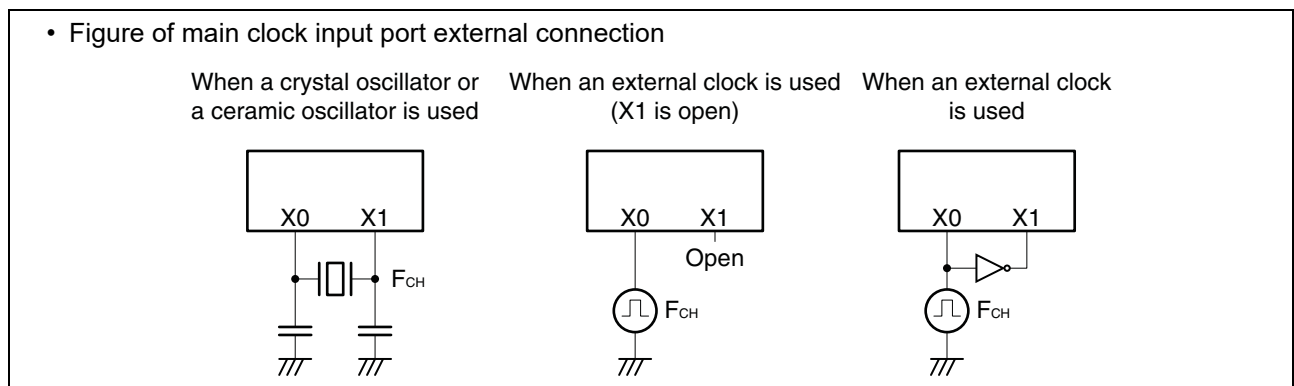 • Figure of main clock input port external connection
When a crystal oscillator or
a ceramic oscillator is used
X0 X1
FCH
When an external clock is used
(X1 is open)
X0 X1
Open
FCH
When an external clock
is used
X0 X1
FCH